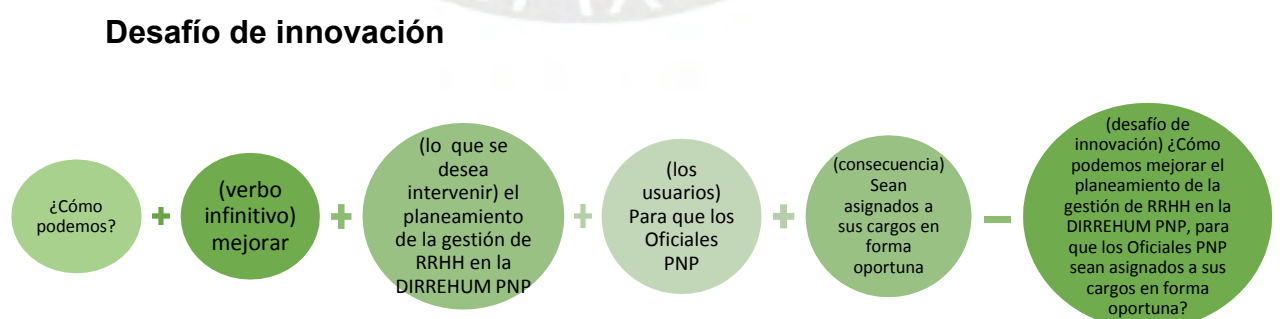 Desafío de innovación
¿Cómo
podemos?
(verbo
infinitivo)
mejorar
(lo que se
desea
intervenir) el
planeamiento
de la gestión de
RRHH en la
DIRREHUM PNP
(los
usuarios)
Para que los
Oficiales
PNP
(consecuencia)
Sean
asignados a
sus cargos en
forma
oportuna
(desafío de
innovación) ¿Cómo
podemos mejorar el
planeamiento de la
gestión de RRHH en la
DIRREHUM PNP, para
que los Oficiales PNP
sean asignados a sus
cargos en forma
oportuna?